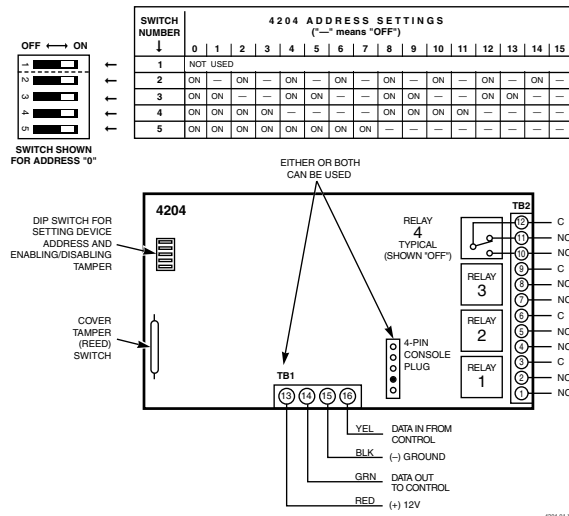 SWITCH NUMBER ↓
4204 ADDRESS SETTINGS
("—" means "OFF")
0 1 2 3 4 5 6 7 8 9 10 11 12 13 14 15
1 NOT USED
2 ON — ON — ON — ON — ON — ON — ON — ON —
3 ON ON — — ON ON — — ON ON — — ON ON — —
4 ON ON ON ON — — — — ON ON ON ON — — — —
5 ON ON ON ON ON ON ON ON — — — — — — — —
OFF ←→ ON
1
2
3
4
5
SWITCH SHOWN
FOR ADDRESS "0"
EITHER OR BOTH
CAN BE USED
4204
DIP SWITCH FOR
SETTING DEVICE
ADDRESS AND
ENABLING/DISABLING
TAMPER
COVER
TAMPER
(REED)
SWITCH
RELAY
4
TYPICAL
(SHOWN "OFF")
RELAY
3
RELAY
2
RELAY
1
TB2
12 C
11 NC
10 NO
9 C
8
7
6 C
5
4
3 C
2
1
4-PIN
CONSOLE
PLUG
TB1
13 14 15 16
YEL DATA IN FROM
CONTROL
BLK (–) GROUND
GRN DATA OUT
TO CONTROL
RED (+) 12V